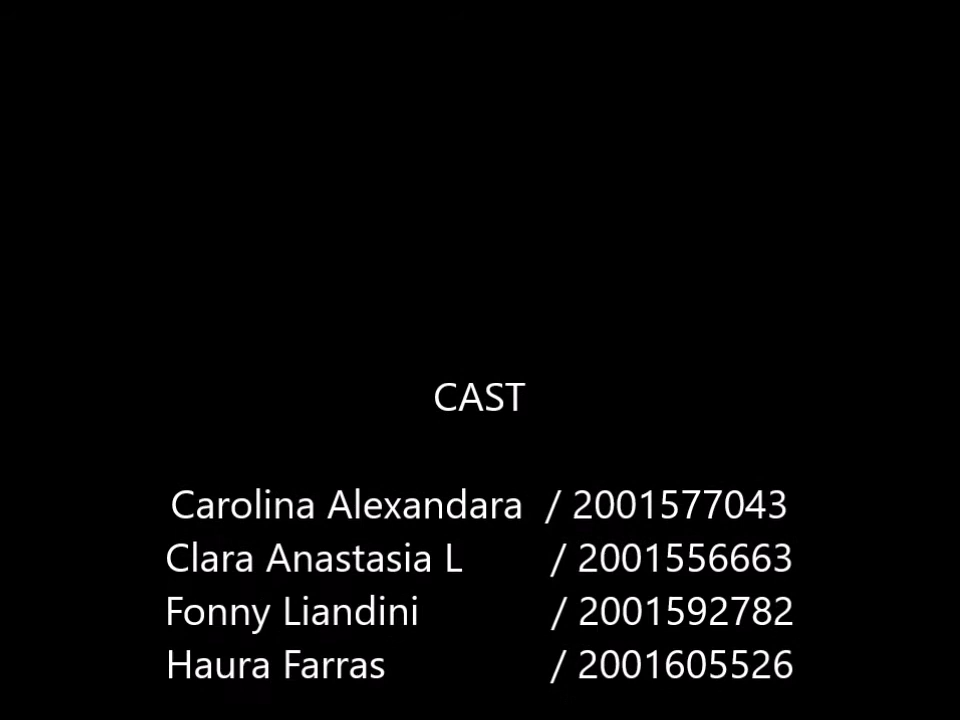 CAST
Carolina Alexandara / 2001577043
Clara Anastasia L / 2001556663
Fonny Liandini / 2001592782
Haura Farras / 2001605526